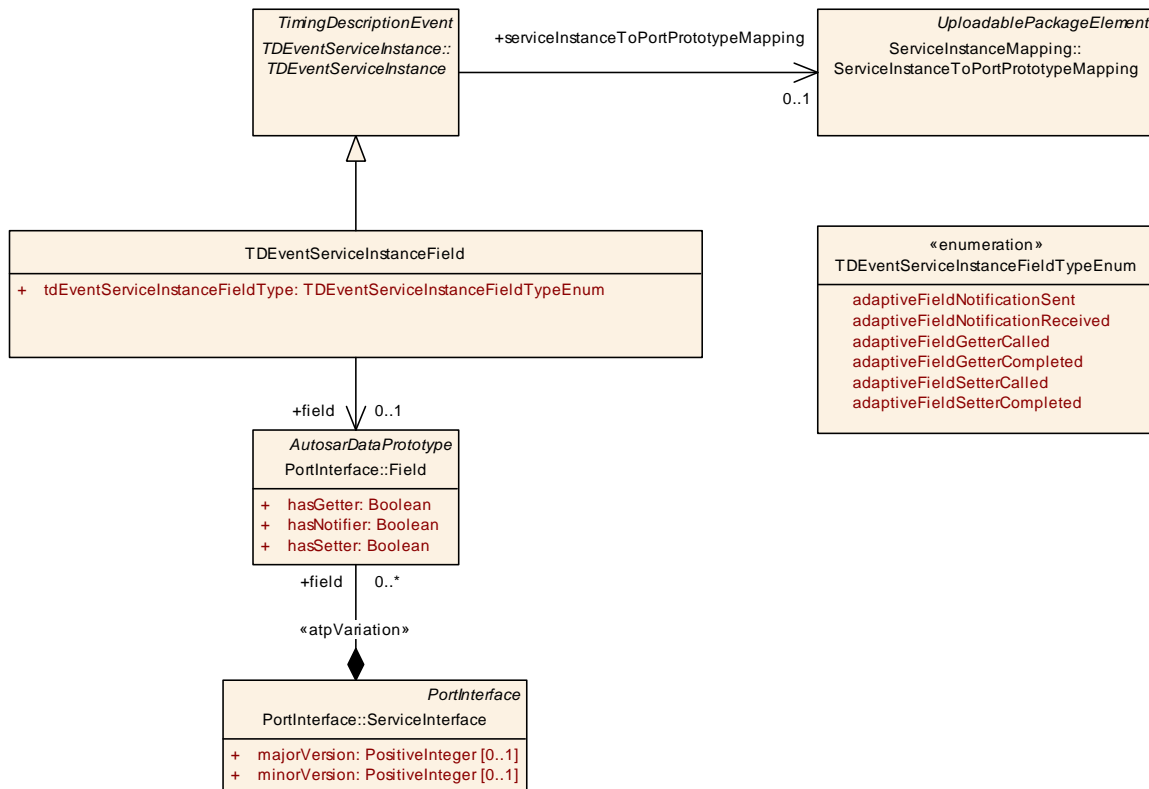 TimingDescriptionEvent
TDEventServiceInstance::
TDEventServiceInstance
+serviceInstanceToPortPrototypeMapping
0..1
UploadablePackageElement
ServiceInstanceMapping::
ServiceInstanceToPortPrototypeMapping
TDEventServiceInstanceField
+ tdEventServiceInstanceFieldType: TDEventServiceInstanceFieldTypeEnum
«enumeration»
TDEventServiceInstanceFieldTypeEnum
adaptiveFieldNotificationSent
adaptiveFieldNotificationReceived
adaptiveFieldGetterCalled
adaptiveFieldGetterCompleted
adaptiveFieldSetterCalled
adaptiveFieldSetterCompleted
+field 0..1
AutosarDataPrototype
PortInterface::Field
+ hasGetter: Boolean
+ hasNotifier: Boolean
+ hasSetter: Boolean
+field 0..*
«atpVariation»
PortInterface
PortInterface::ServiceInterface
+ majorVersion: PositiveInteger [0..1]
+ minorVersion: PositiveInteger [0..1]